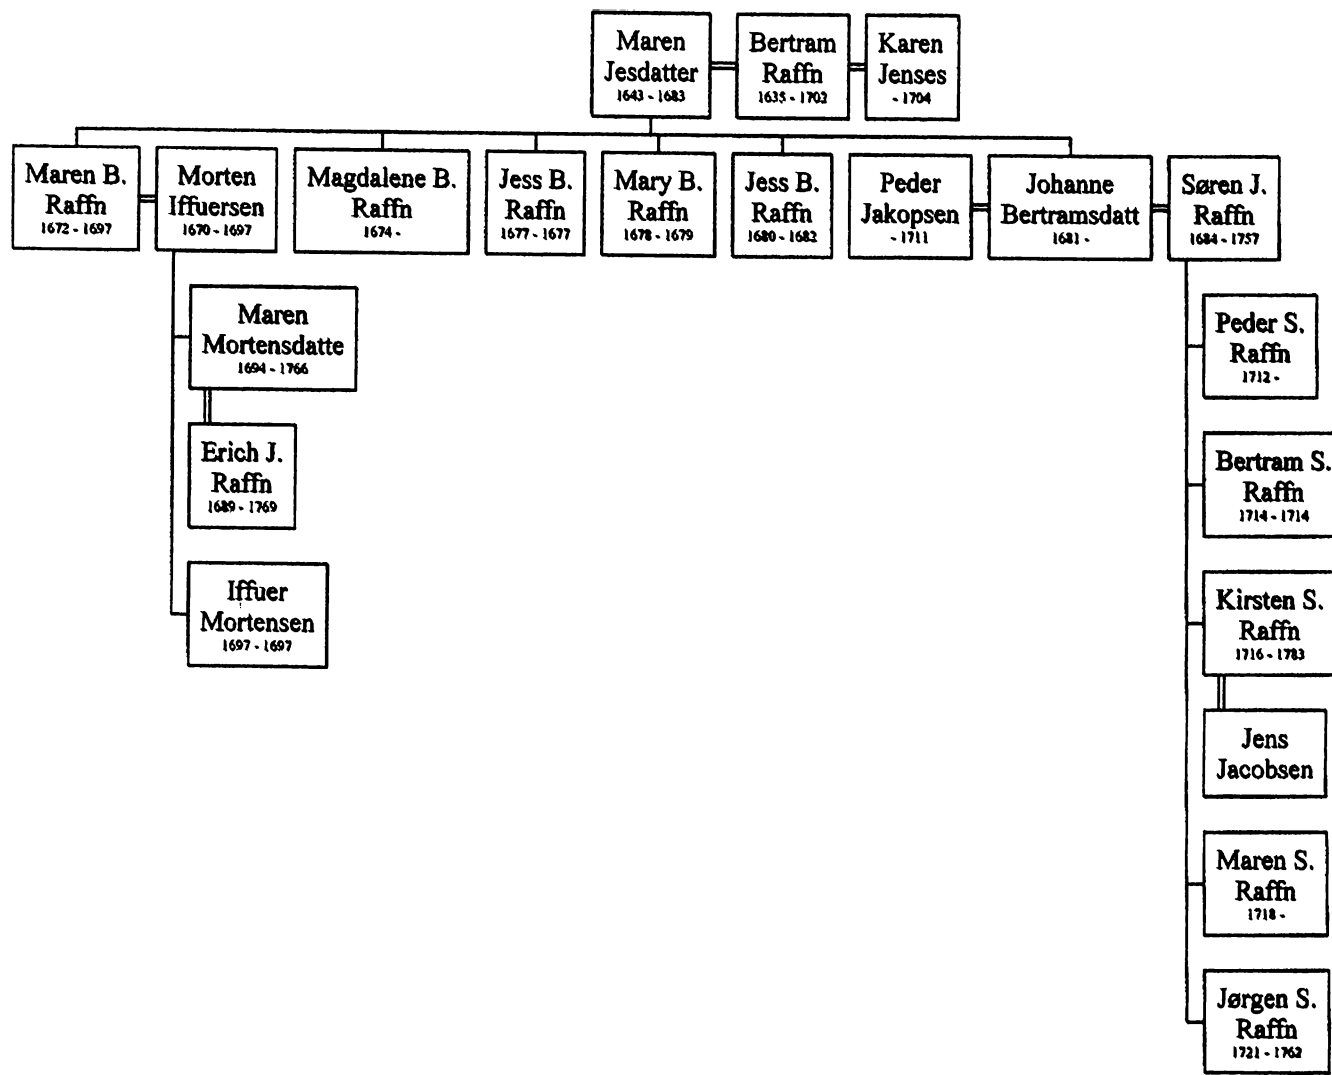 Maren
Jesdatter
1643 - 1683
Bertram
Raffn
1635 - 1702
Karen
Jenses
- 1704
Maren B.
Raffn
1672 - 1697
Morten
Iffuersen
1670 - 1697
Magdalene B.
Raffn
1674 -
Jess B.
Raffn
1677 - 1677
Mary B.
Raffn
1678 - 1679
Jess B.
Raffn
1680 - 1682
Peder
Jakopsen
- 1711
Johanne
Bertramsdatt
1681 -
Søren J.
Raffn
1684 - 1757
Maren
Mortensdatte
1694 - 1766
Erich J.
Raffn
1689 - 1769
Iffuer
Mortensen
1697 - 1697
Peder S.
Raffn
1712 -
Bertram S.
Raffn
1714 - 1714
Kirsten S.
Raffn
1716 - 1783
Jens
Jacobsen
Maren S.
Raffn
1718 -
Jørgen S.
Raffn
1721 - 1762